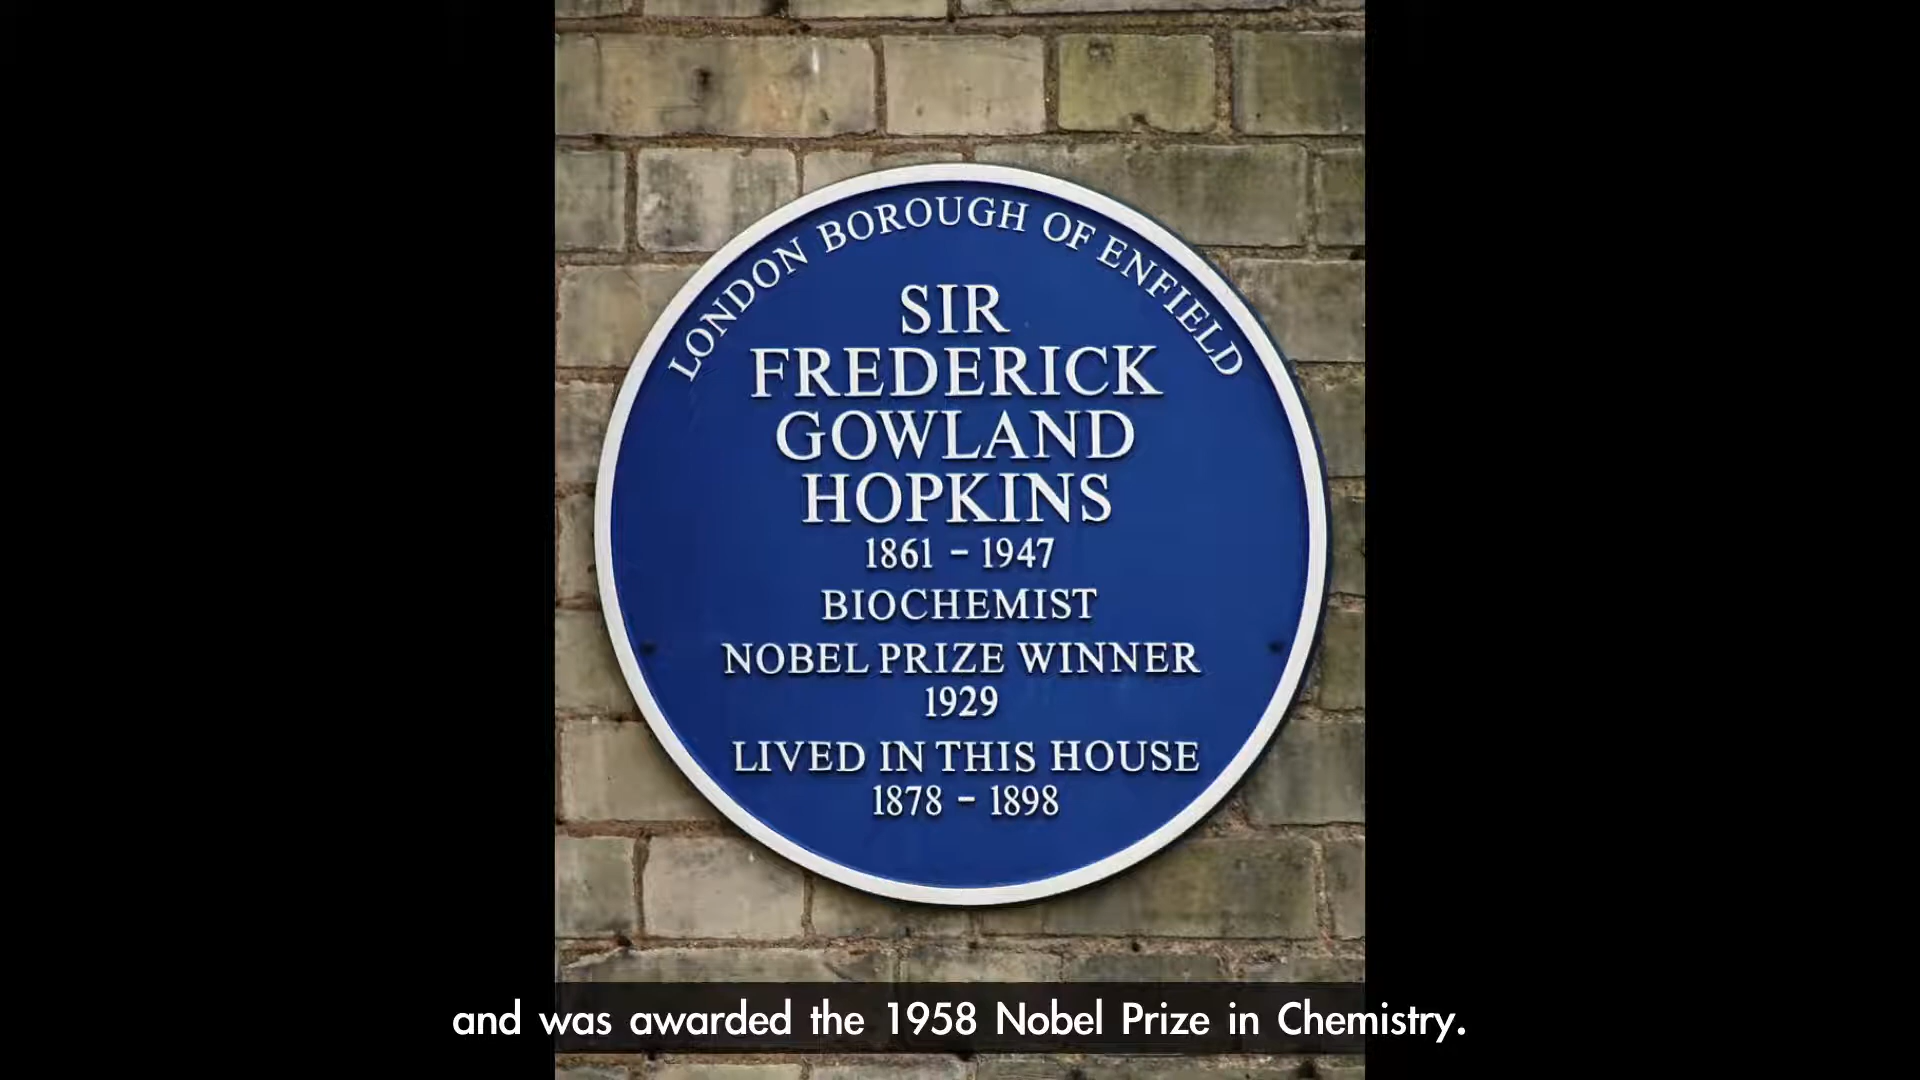 LONDON BOROUGH OF ENFIELD
SIR
FREDERICK
GOWLAND
HOPKINS
1861 – 1947
BIOCHEMIST
NOBEL PRIZE WINNER
1929
LIVED IN THIS HOUSE
1878 – 1898
and was awarded the 1958 Nobel Prize in Chemistry.